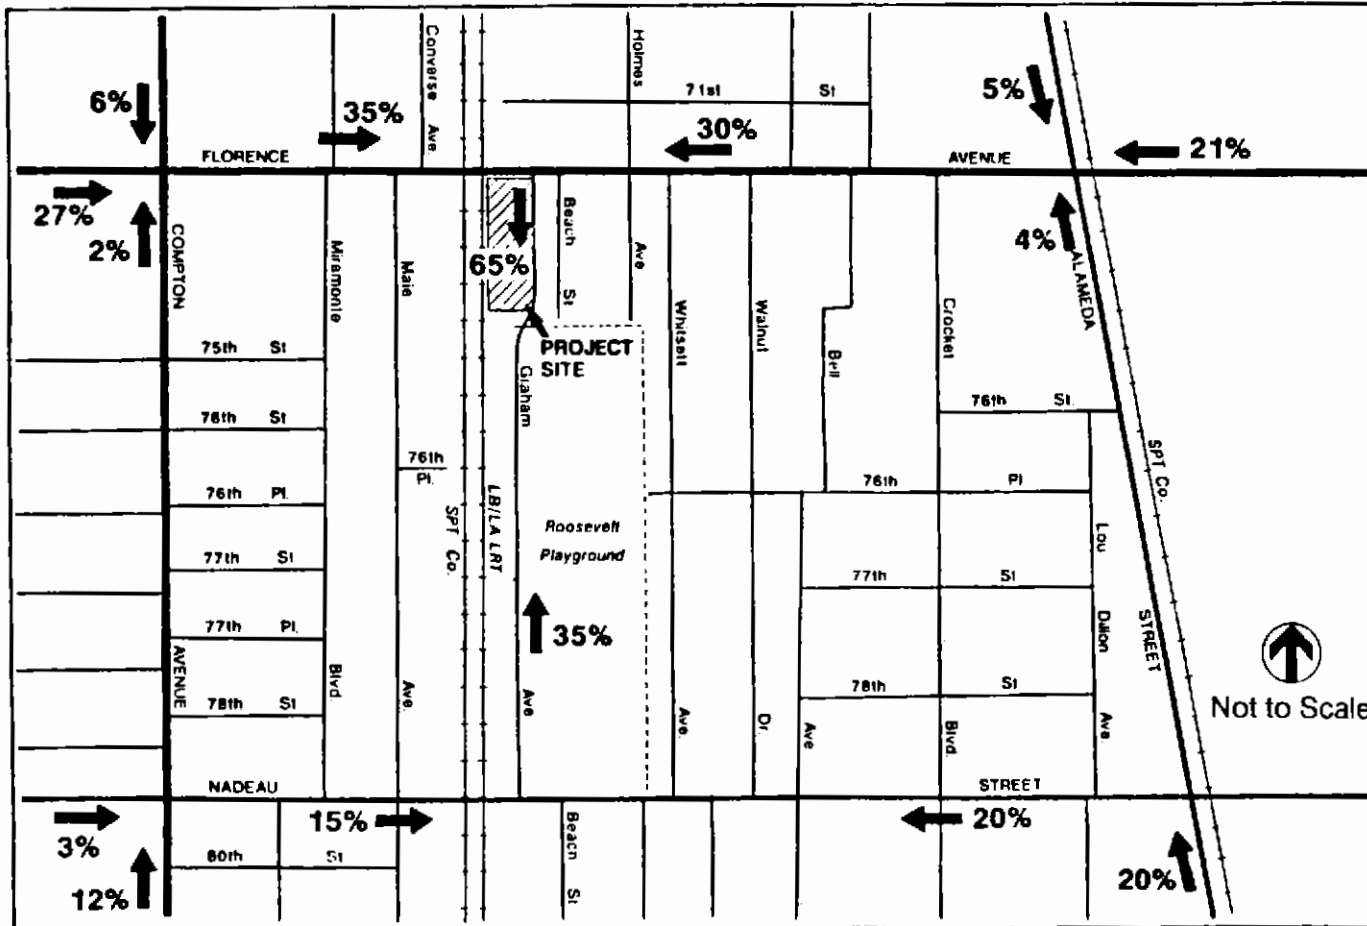 Converse Ave.
Holmes
71st St
6%
35%
30%
5%
21%
FLORENCE AVENUE
27%
2%
COMPTON
Miramonte
Maie
65%
Beach St
Ave
4%
ALAMEDA
PROJECT
SITE
Graham
Whitsett
Walnut
Bell
Crocket
75th St
76th St
76th St.
76th
Pl.
76th Pl.
76th Pl
SPT Co.
LB/LA LRT
Roosevelt
Playground
SPT Co.
Lou Dillon Ave.
77th St
77th St
35%
77th Pl.
STREET
AVENUE
78th St
78th St
Blvd.
Ave.
Ave
Ave.
Dr.
Ave
Blvd.
Not to Scale
NADEAU STREET
3%
15%
20%
Beach St
80th St
12%
20%